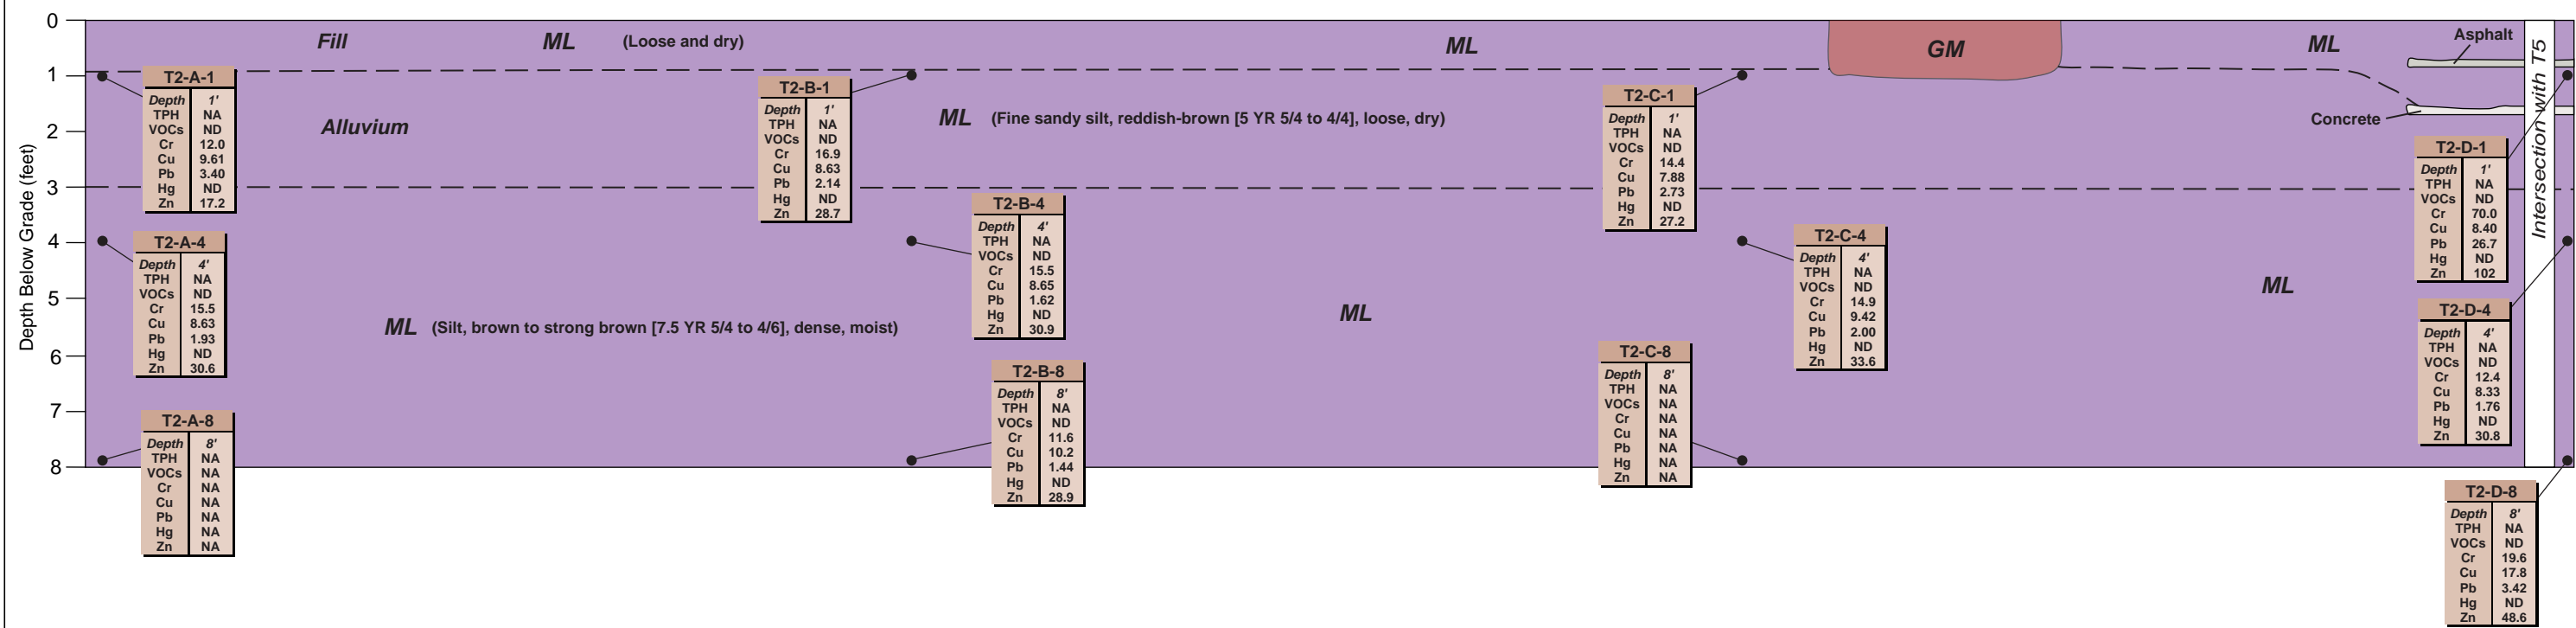 Depth Below Grade (feet)
0
1
2
3
4
5
6
7
8
Fill
ML (Loose and dry)
ML
GM
ML
Asphalt
Concrete
Intersection with T5
Alluvium
ML (Fine sandy silt, reddish-brown [5 YR 5/4 to 4/4], loose, dry)
ML (Silt, brown to strong brown [7.5 YR 5/4 to 4/6], dense, moist)
ML
ML
T2-A-1
Depth 1'
TPH NA
VOCs ND
Cr 12.0
Cu 9.61
Pb 3.40
Hg ND
Zn 17.2
T2-A-4
Depth 4'
TPH NA
VOCs ND
Cr 15.5
Cu 8.63
Pb 1.93
Hg ND
Zn 30.6
T2-A-8
Depth 8'
TPH NA
VOCs NA
Cr NA
Cu NA
Pb NA
Hg NA
Zn NA
T2-B-1
Depth 1'
TPH NA
VOCs ND
Cr 16.9
Cu 8.63
Pb 2.14
Hg ND
Zn 28.7
T2-B-4
Depth 4'
TPH NA
VOCs ND
Cr 15.5
Cu 8.65
Pb 1.62
Hg ND
Zn 30.9
T2-B-8
Depth 8'
TPH NA
VOCs ND
Cr 11.6
Cu 10.2
Pb 1.44
Hg ND
Zn 28.9
T2-C-1
Depth 1'
TPH NA
VOCs ND
Cr 14.4
Cu 7.88
Pb 2.73
Hg ND
Zn 27.2
T2-C-4
Depth 4'
TPH NA
VOCs ND
Cr 14.9
Cu 9.42
Pb 2.00
Hg ND
Zn 33.6
T2-C-8
Depth 8'
TPH NA
VOCs NA
Cr NA
Cu NA
Pb NA
Hg NA
Zn NA
T2-D-1
Depth 1'
TPH NA
VOCs ND
Cr 70.0
Cu 8.40
Pb 26.7
Hg ND
Zn 102
T2-D-4
Depth 4'
TPH NA
VOCs ND
Cr 12.4
Cu 8.33
Pb 1.76
Hg ND
Zn 30.8
T2-D-8
Depth 8'
TPH NA
VOCs ND
Cr 19.6
Cu 17.8
Pb 3.42
Hg ND
Zn 48.6